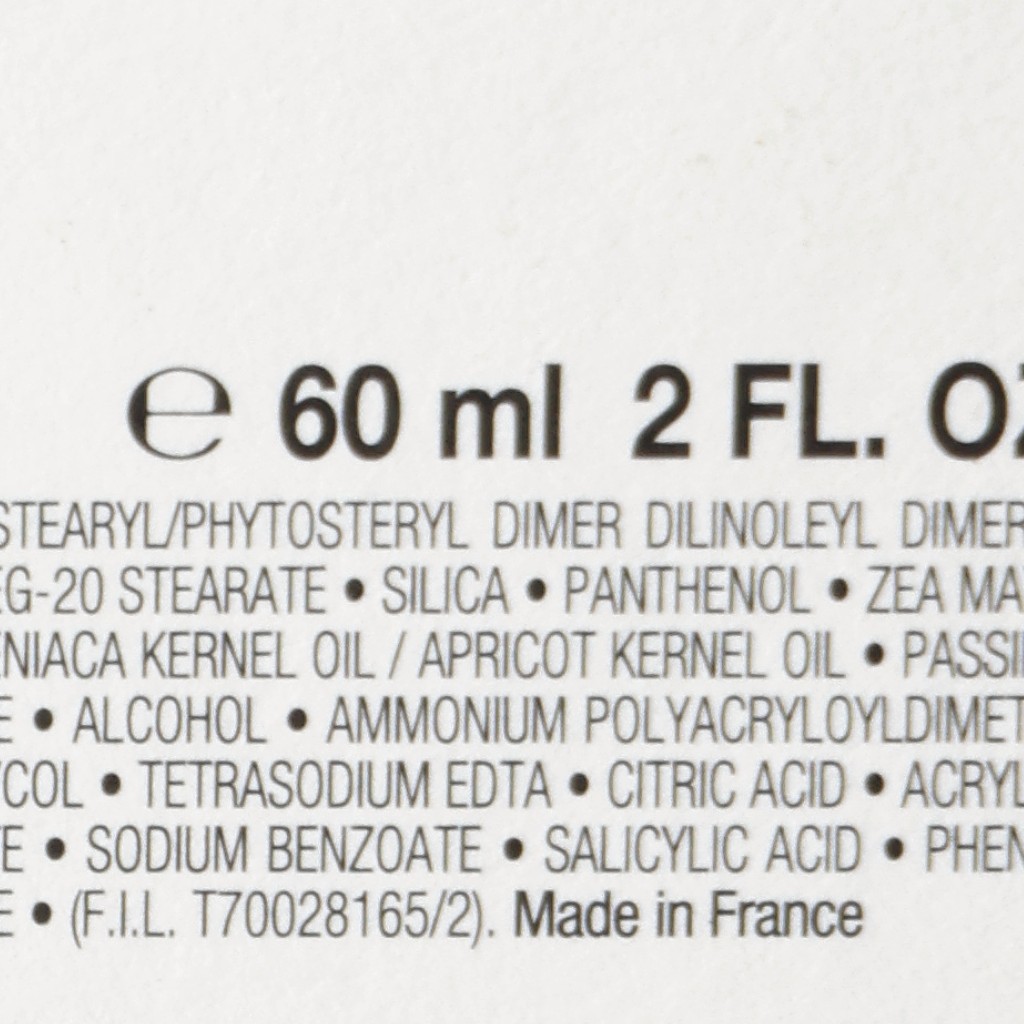 ℮ 60 ml 2 FL. OZ
STEARYL/PHYTOSTERYL DIMER DILINOLEYL DIMER
EG-20 STEARATE • SILICA • PANTHENOL • ZEA MA
ENIACA KERNEL OIL / APRICOT KERNEL OIL • PASSI
E • ALCOHOL • AMMONIUM POLYACRYLOYLDIMET
YCOL • TETRASODIUM EDTA • CITRIC ACID • ACRYL
E • SODIUM BENZOATE • SALICYLIC ACID • PHEN
E • (F.I.L. T70028165/2). Made in France